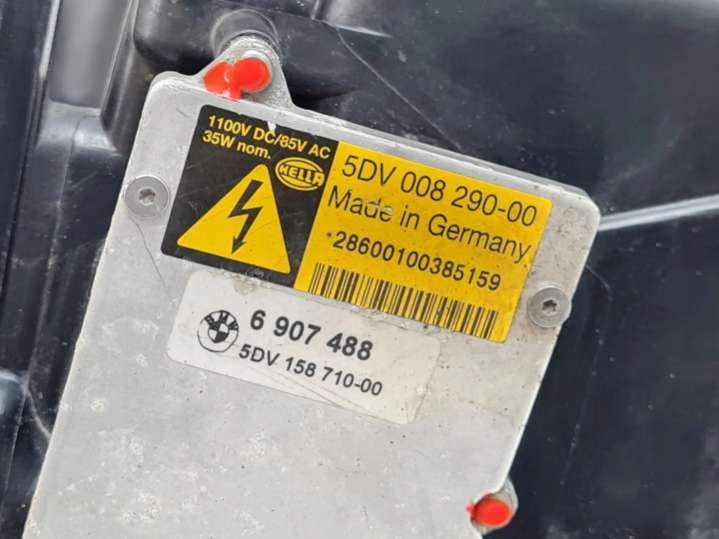 1100V DC/85V AC
35W nom.
HELLA
5DV 008 290-00
Made in Germany
*28600100385159
BMW
6 907 488
5DV 158 710-00